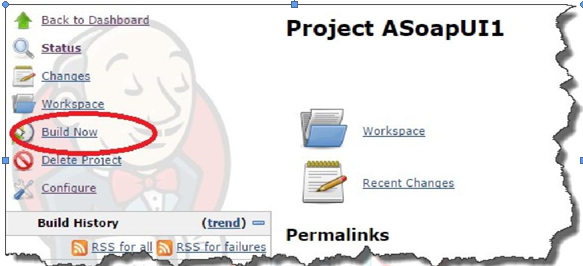 Back to Dashboard
Status
Changes
Workspace
Build Now
Delete Project
Configure
Build History (trend)
RSS for all RSS for failures
Project ASoapUI1
Workspace
Recent Changes
Permalinks